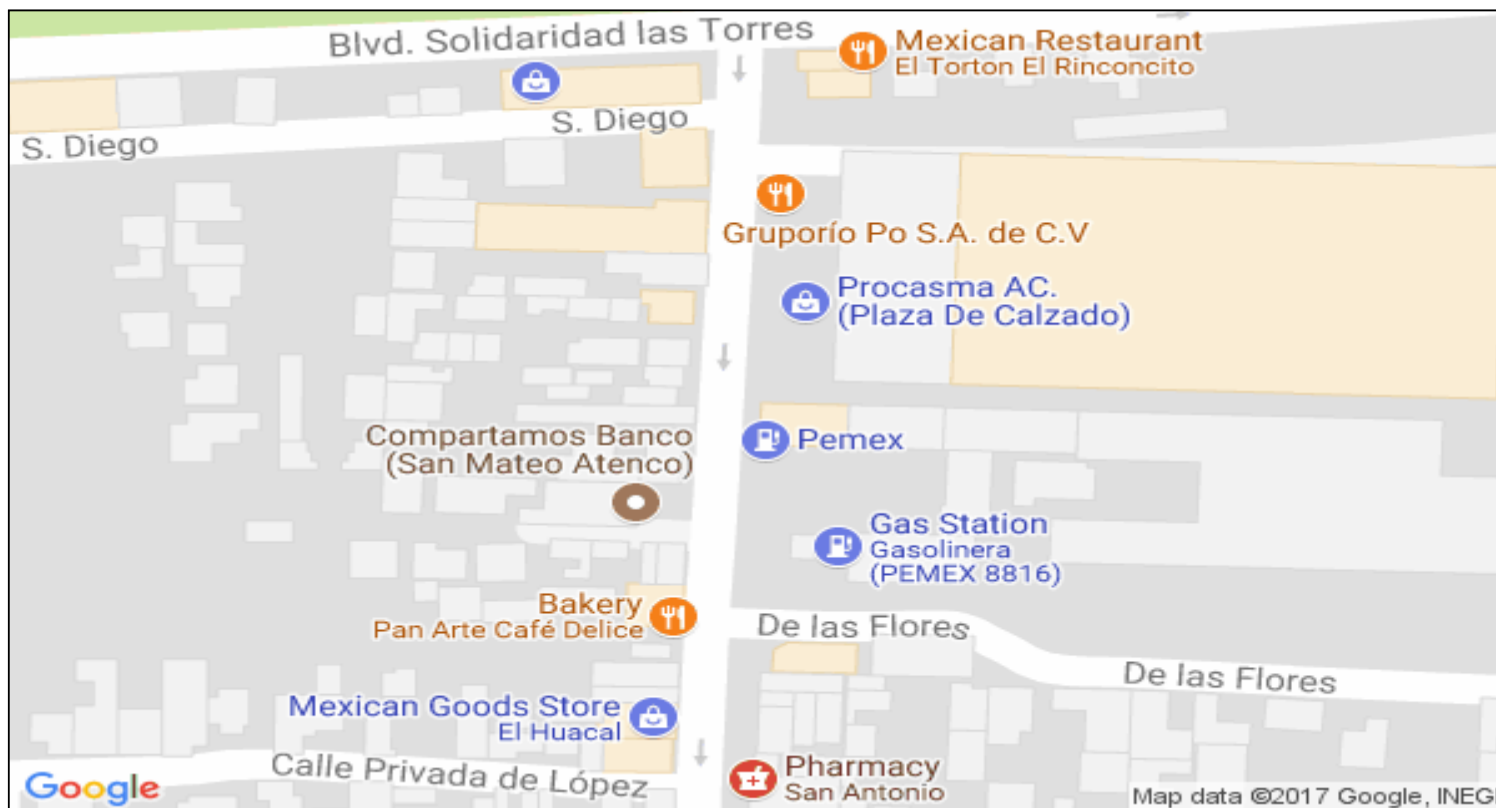 Blvd. Solidaridad las Torres
Mexican Restaurant
El Torton El Rinconcito
S. Diego
S. Diego
Gruporío Po S.A. de C.V
Procasma AC.
(Plaza De Calzado)
Compartamos Banco
(San Mateo Atenco)
Pemex
Gas Station
Gasolinera
(PEMEX 8816)
Bakery
Pan Arte Café Delice
De las Flores
De las Flores
Mexican Goods Store
El Huacal
Calle Privada de López
Pharmacy
San Antonio
Google
Map data ©2017 Google, INEG